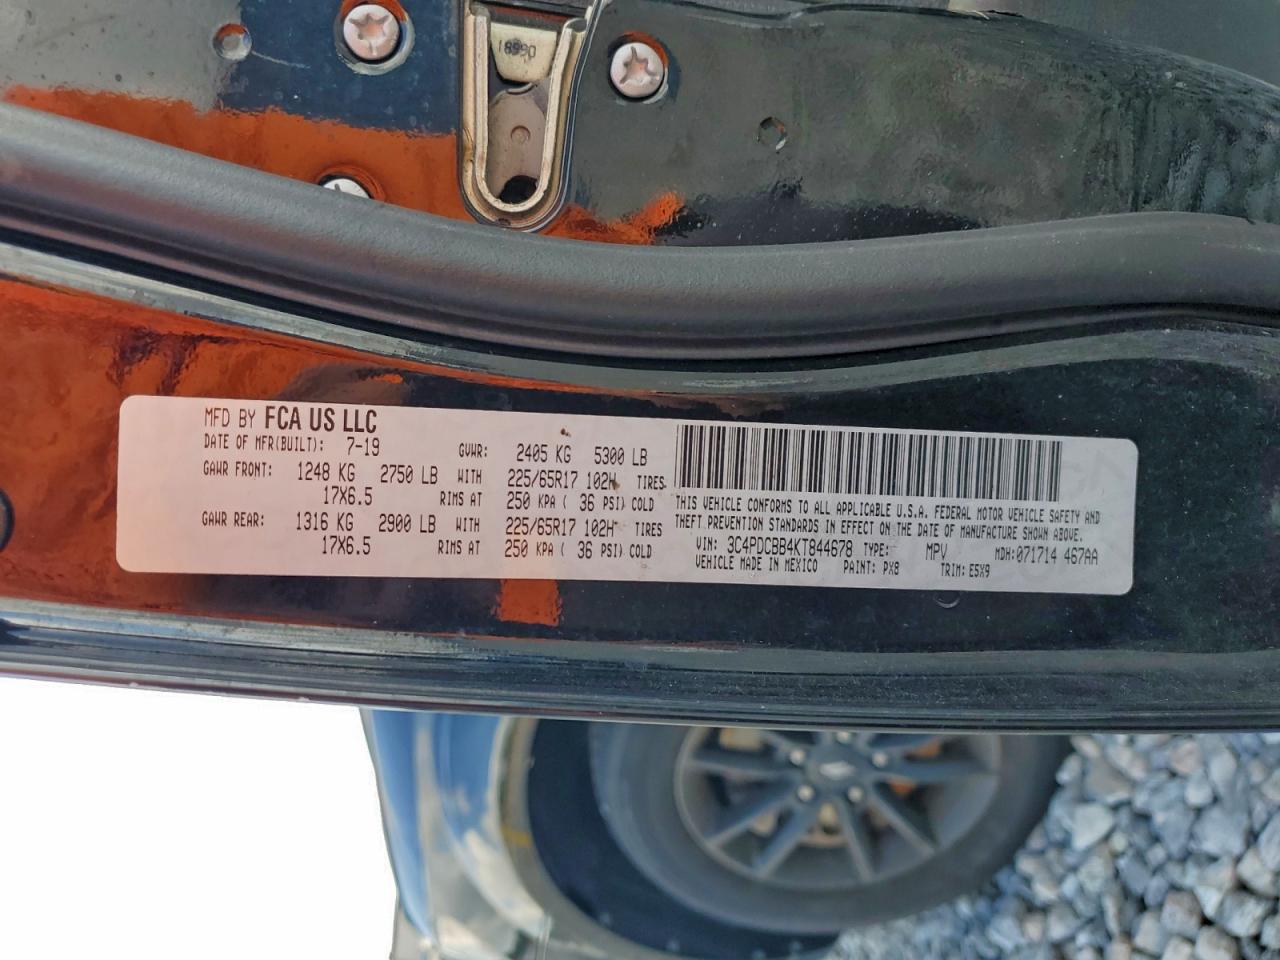 18990
MFD BY FCA US LLC
DATE OF MFR(BUILT): 7-19 GVWR: 2405 KG 5300 LB
GAWR FRONT: 1248 KG 2750 LB WITH 225/65R17 102H TIRES
17X6.5 RIMS AT 250 KPA ( 36 PSI) COLD
GAWR REAR: 1316 KG 2900 LB WITH 225/65R17 102H TIRES
17X6.5 RIMS AT 250 KPA ( 36 PSI) COLD
THIS VEHICLE CONFORMS TO ALL APPLICABLE U.S.A. FEDERAL MOTOR VEHICLE SAFETY AND
THEFT PREVENTION STANDARDS IN EFFECT ON THE DATE OF MANUFACTURE SHOWN ABOVE.
VIN: 3C4PDCBB4KT844678 TYPE: MPV MDH:071714 467AA
VEHICLE MADE IN MEXICO PAINT: PX8 TRIM: E5X9